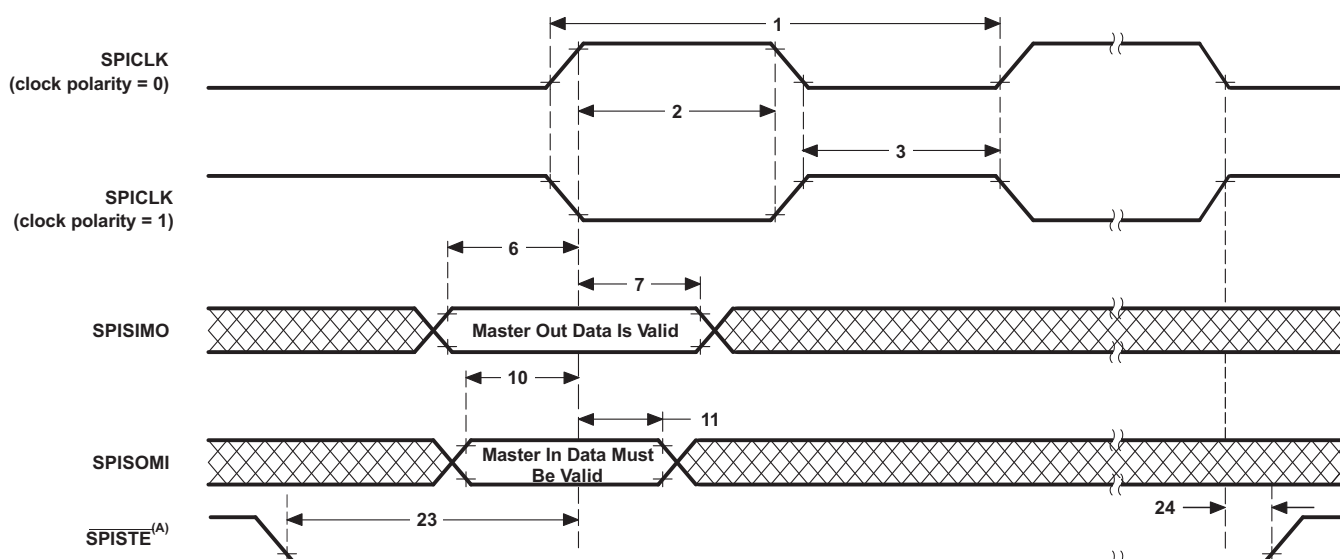 1
SPICLK
(clock polarity = 0)
2
3
SPICLK
(clock polarity = 1)
6
7
SPISIMO
Master Out Data Is Valid
10
11
SPISOMI
Master In Data Must
Be Valid
23
24
SPISTE(A)